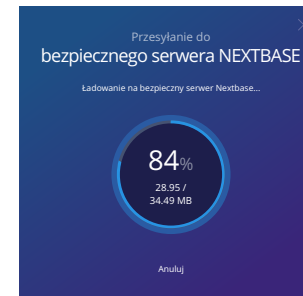 Przesyłanie do
bezpiecznego serwera NEXTBASE
Ładowanie na bezpieczny serwer Nextbase...
84%
28.95 /
34.49 MB
Anuluj